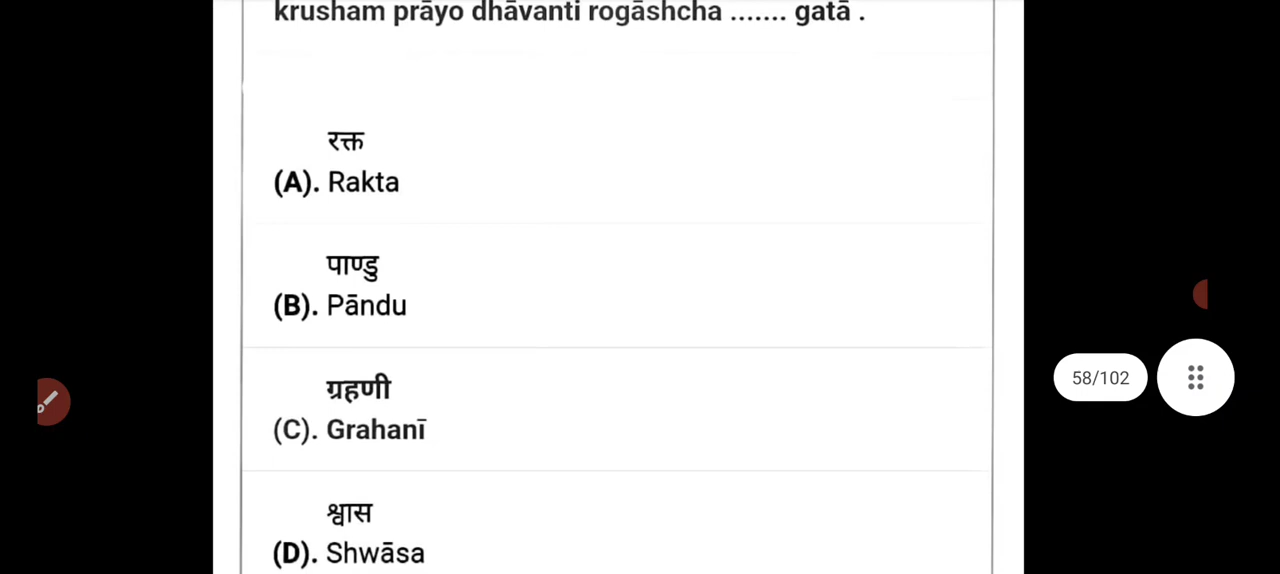 krusham prāyo dhāvanti rogāshcha ....... gatā .
रक्त
(A). Rakta
पाण्डु
(B). Pāndu
ग्रहणी
(C). Grahanī
श्वास
(D). Shwāsa
58/102